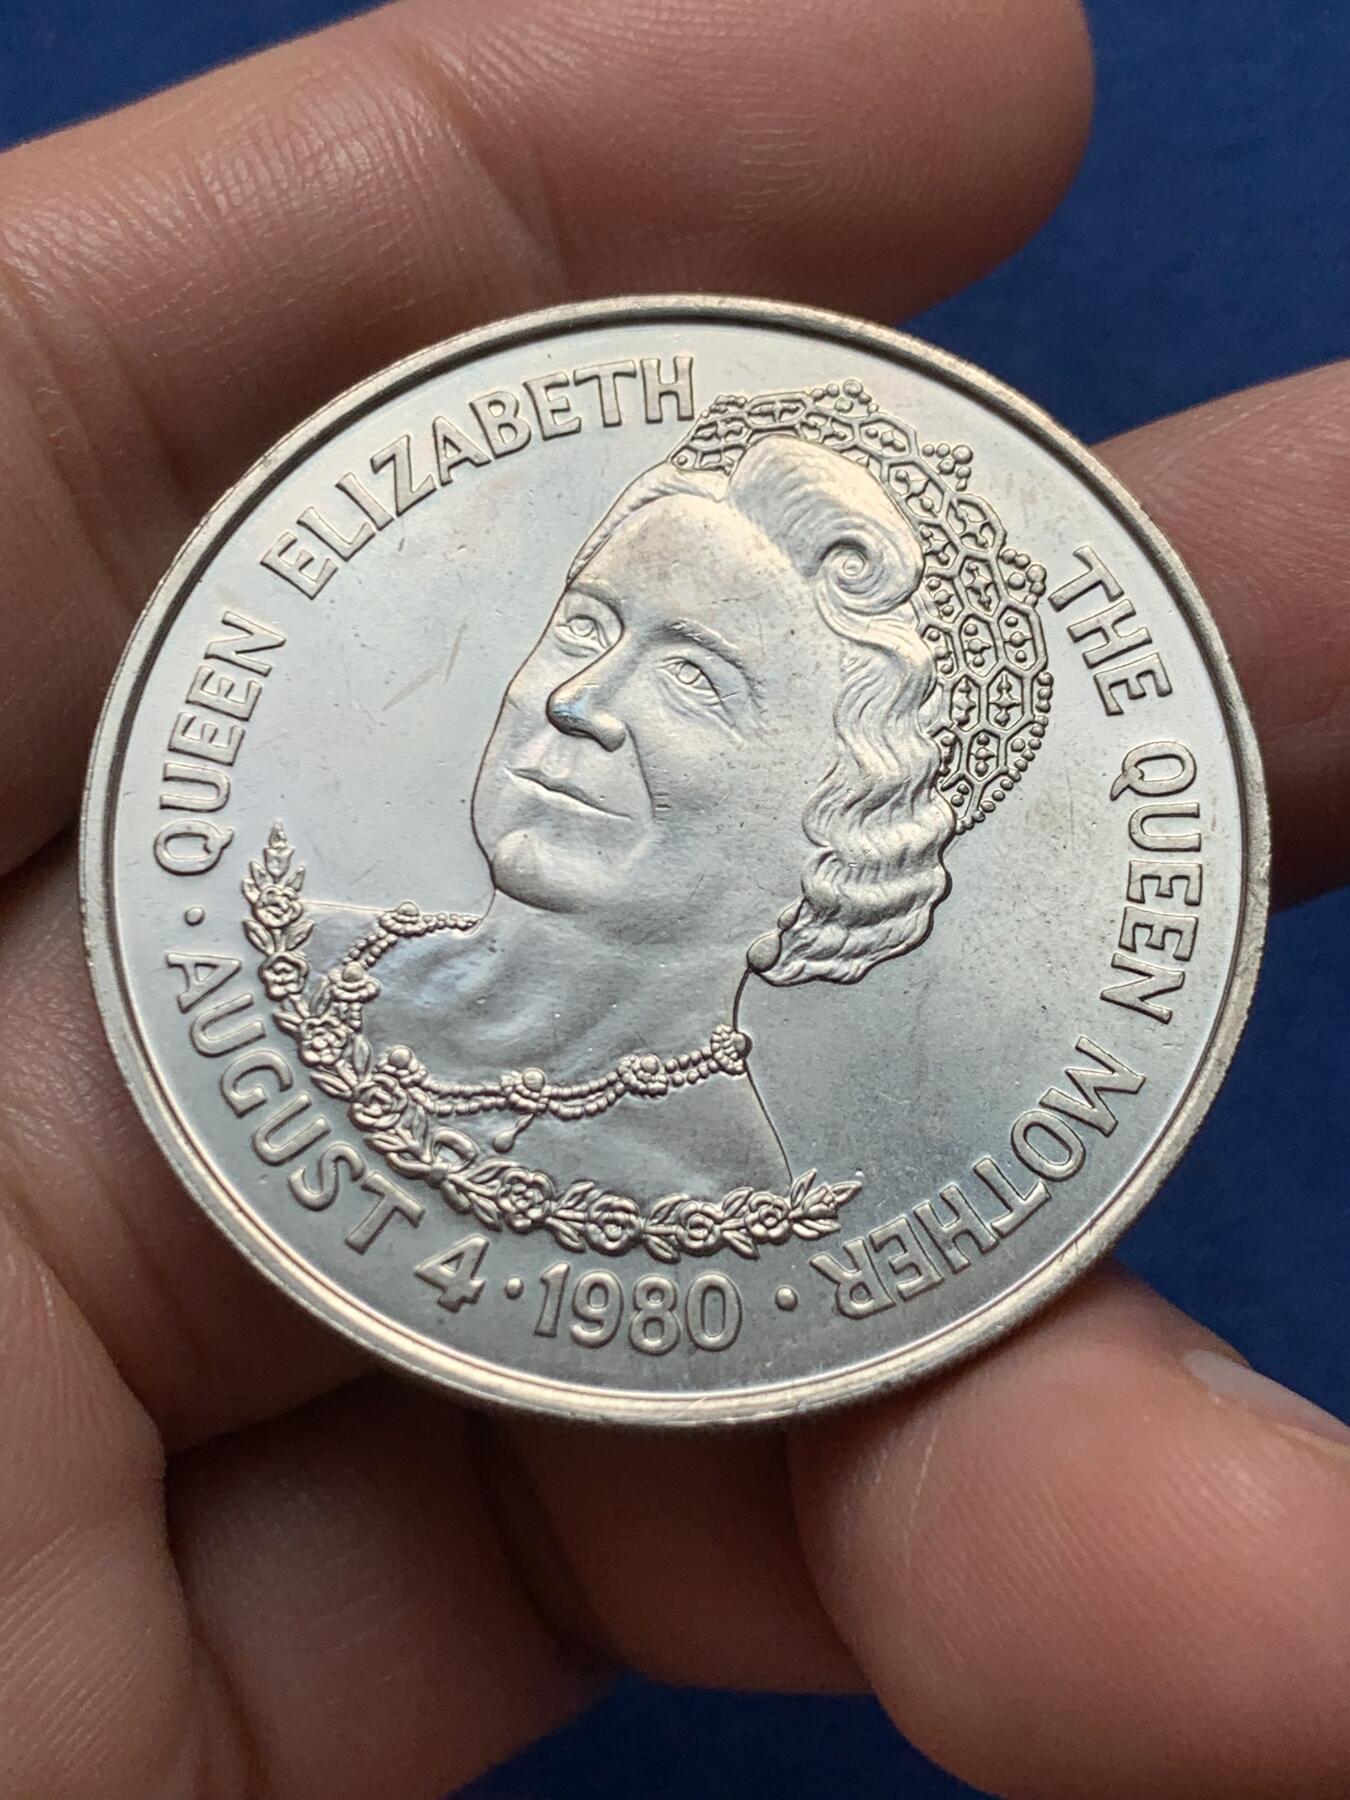 QUEEN ELIZABETH THE QUEEN MOTHER
· AUGUST 4 · 1980 ·